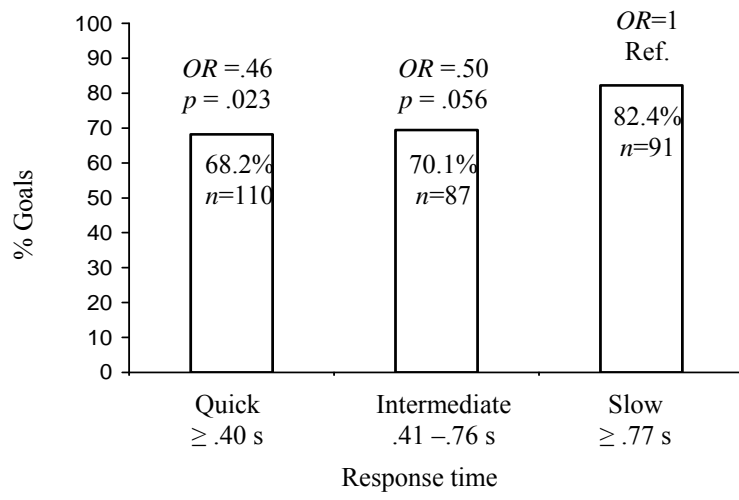 100
90
80
70
60
50
40
30
20
10
0
% Goals
OR =.46
p = .023
68.2%
n=110
OR =.50
p = .056
70.1%
n=87
OR=1
Ref.
82.4%
n=91
Quick
≥ .40 s
Intermediate
.41 –.76 s
Slow
≥ .77 s
Response time